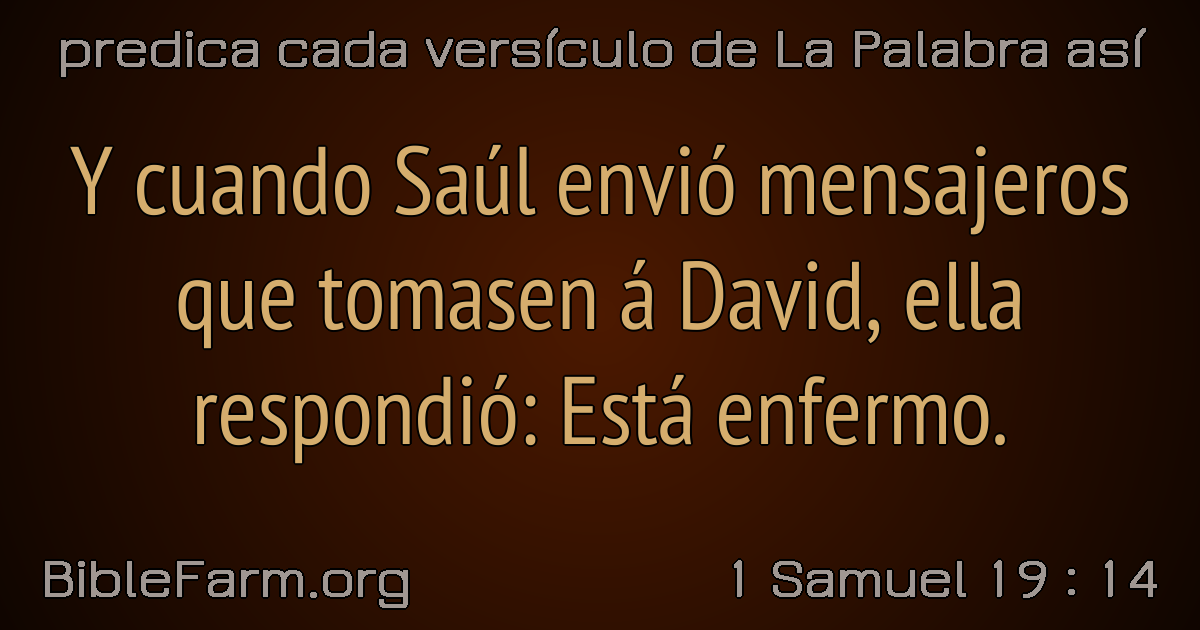 predica cada versículo de La Palabra así
Y cuando Saúl envió mensajeros
que tomasen á David, ella
respondió: Está enfermo.
BibleFarm.org
1 Samuel 19 : 14